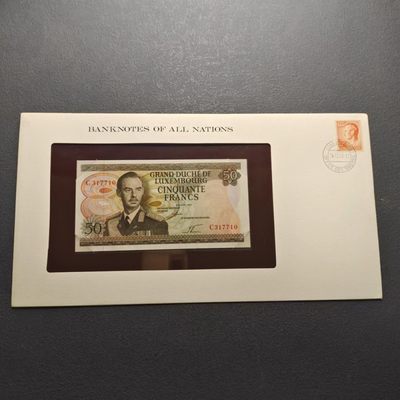 BANKNOTES OF ALL NATIONS
GRAND-DUCHÉ DE
LUXEMBOURG
50
C 317710
CINQUANTE
FRANCS
C 317710
50